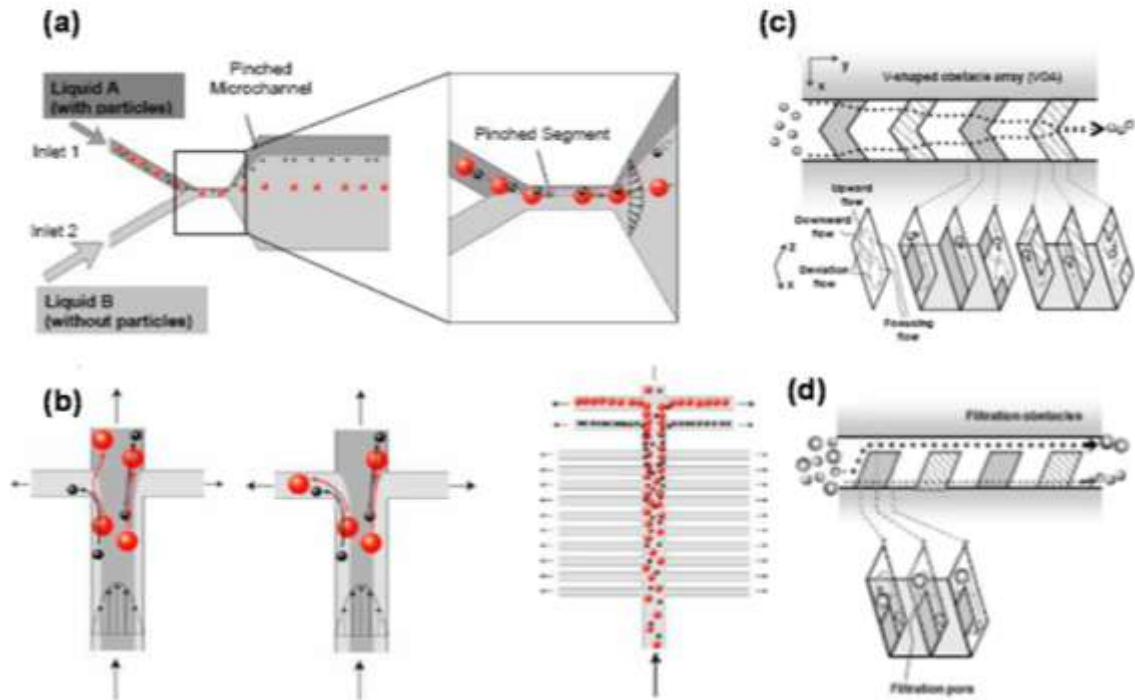 (a)
Liquid A
(with particles)
Pinched
Microchannel
Inlet 1
Pinched Segment
Inlet 2
Liquid B
(without particles)
(c)
y
x
V-shaped obstacle array (VOA)
Upward
flow
Downward
flow
Deviation
flow
z
x
Focusing
flow
(b)
(d)
Filtration obstacles
Filtration pore